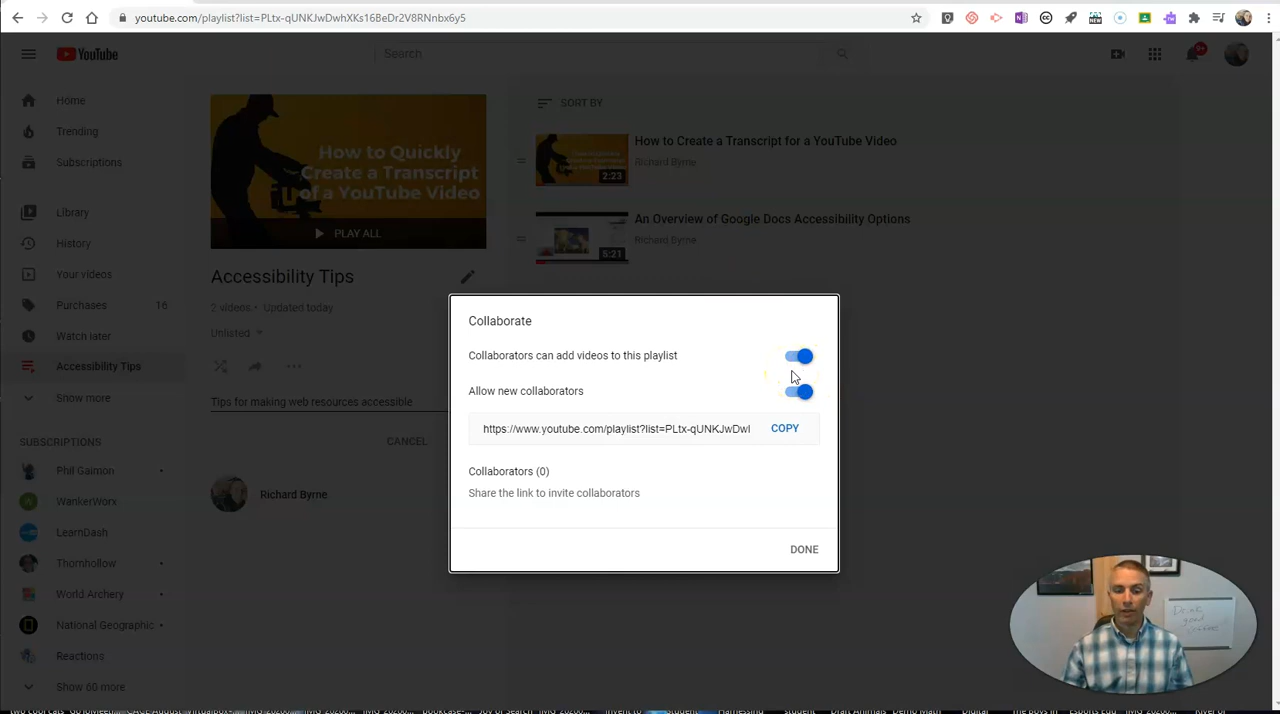 youtube.com/playlist?list=PLtx-qUNKJwDwhXKs16BeDr2V8RNnbx6y5
YouTube
Search
9+
Home
Trending
Subscriptions
Library
History
Your videos
Purchases 16
Watch later
Accessibility Tips
Show more
SUBSCRIPTIONS
Phil Gaimon
WankerWorx
LearnDash
Thornhollow
World Archery
National Geographic
Reactions
Show 60 more
How to Quickly
Create a Transcript
of a YouTube Video
PLAY ALL
Accessibility Tips
2 videos • Updated today
Unlisted
Tips for making web resources accessible
CANCEL
Richard Byrne
SORT BY
How to Create a Transcript for a YouTube Video
Richard Byrne
2:23
An Overview of Google Docs Accessibility Options
Richard Byrne
5:21
Collaborate
Collaborators can add videos to this playlist
Allow new collaborators
https://www.youtube.com/playlist?list=PLtx-qUNKJwDwl COPY
Collaborators (0)
Share the link to invite collaborators
DONE
Drink
good